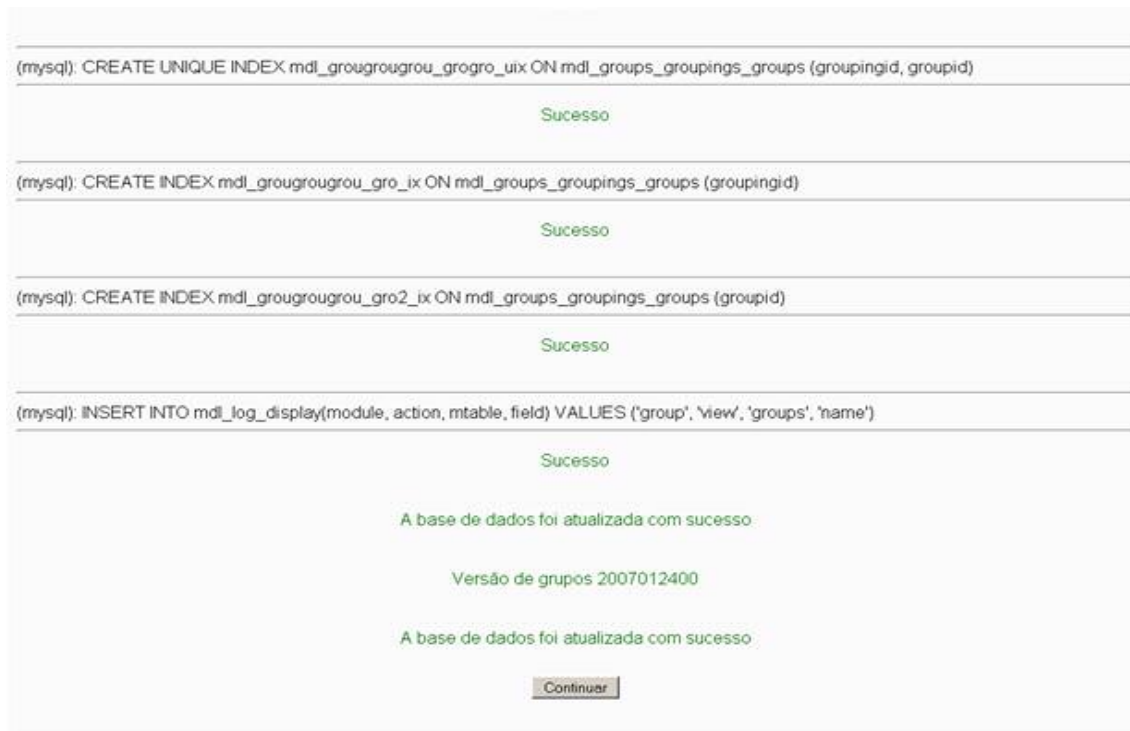 (mysql): CREATE UNIQUE INDEX mdl_grougrougrou_grogro_uix ON mdl_groups_groupings_groups (groupingid, groupid)
Sucesso
(mysql): CREATE INDEX mdl_grougrougrou_gro_ix ON mdl_groups_groupings_groups (groupingid)
Sucesso
(mysql): CREATE INDEX mdl_grougrougrou_gro2_ix ON mdl_groups_groupings_groups (groupid)
Sucesso
(mysql): INSERT INTO mdl_log_display(module, action, mtable, field) VALUES ('group', 'view', 'groups', 'name')
Sucesso
A base de dados foi atualizada com sucesso
Versão de grupos 2007012400
A base de dados foi atualizada com sucesso
Continuar